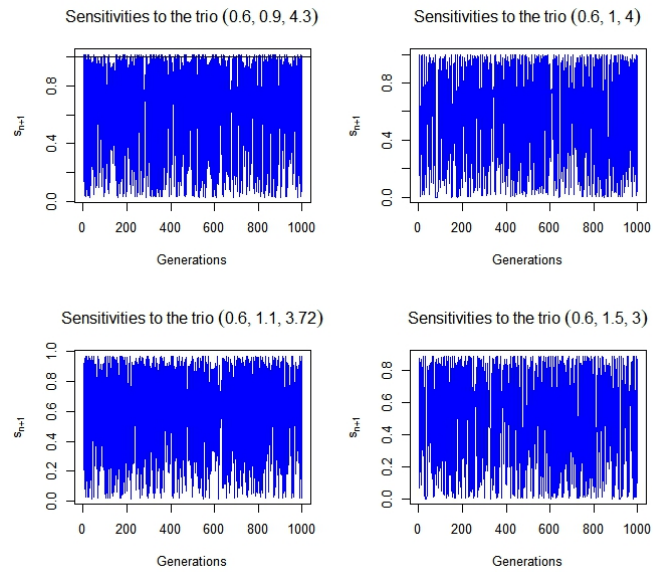 Sensitivities to the trio (0.6, 0.9, 4.3)
sn+1
0.8
0.4
0.0
0 200 400 600 800 1000
Generations
Sensitivities to the trio (0.6, 1, 4)
sn+1
0.8
0.4
0.0
0 200 400 600 800 1000
Generations
Sensitivities to the trio (0.6, 1.1, 3.72)
sn+1
1.0
0.8
0.6
0.4
0.2
0.0
0 200 400 600 800 1000
Generations
Sensitivities to the trio (0.6, 1.5, 3)
sn+1
0.8
0.6
0.4
0.2
0.0
0 200 400 600 800 1000
Generations